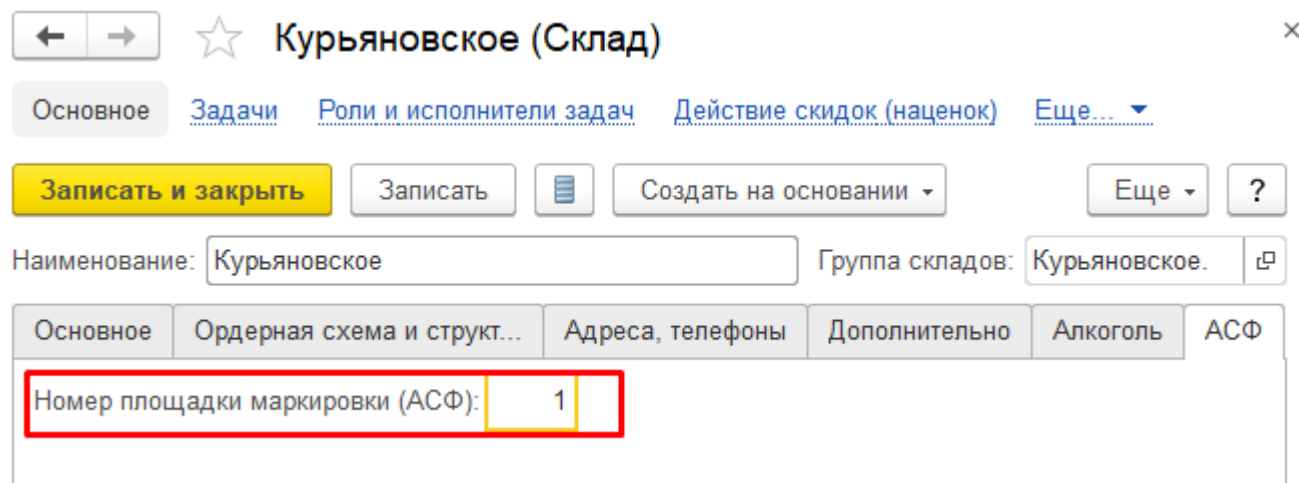 Курьяновское (Склад)
Основное Задачи Роли и исполнители задач Действие скидок (наценок) Еще...
Записать и закрыть Записать Создать на основании Еще ?
Наименование: Курьяновское Группа складов: Курьяновское.
Основное Ордерная схема и структ... Адреса, телефоны Дополнительно Алкоголь АСФ
Номер площадки маркировки (АСФ): 1